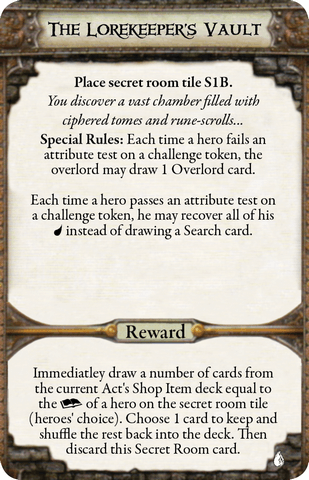 The Lorekeeper's Vault
Place secret room tile S1B.
You discover a vast chamber filled with
ciphered tomes and rune-scrolls...
Special Rules: Each time a hero fails an
attribute test on a challenge token, the
overlord may draw 1 Overlord card.
Each time a hero passes an attribute test on
a challenge token, he may recover all of his
instead of drawing a Search card.
Reward
Immediatley draw a number of cards from
the current Act's Shop Item deck equal to
the of a hero on the secret room tile
(heroes' choice). Choose 1 card to keep and
shuffle the rest back into the deck. Then
discard this Secret Room card.